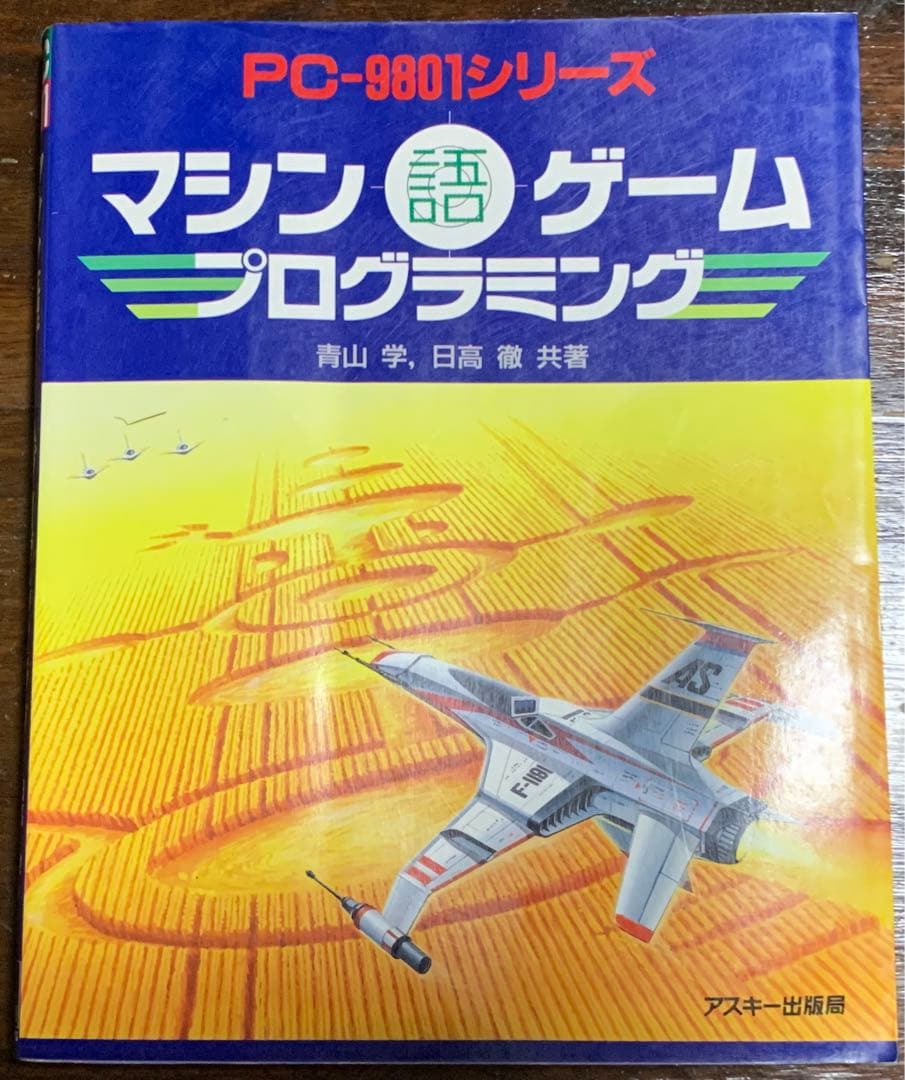 PC-9801シリーズ
マシン語ゲーム
プログラミング
青山 学, 日高 徹 共著
AS
アスキー出版局